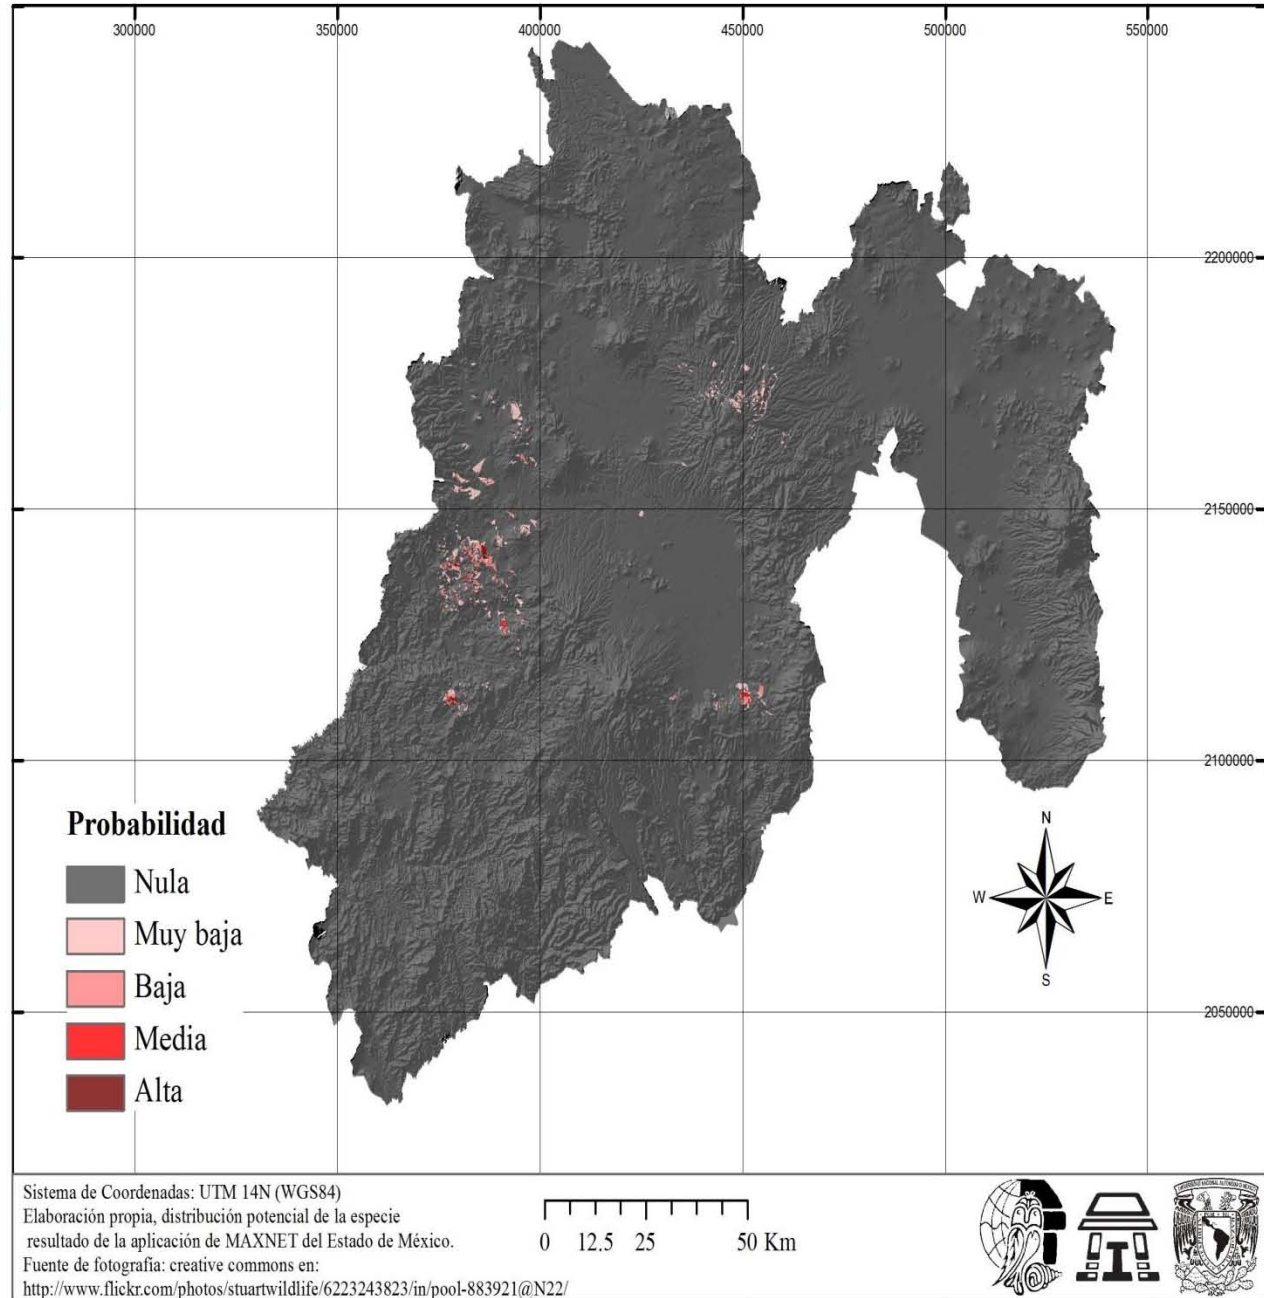 300000 350000 400000 450000 500000 550000
2200000
2150000
2100000
2050000
Probabilidad
Nula
Muy baja
Baja
Media
Alta
N
W E
S
Sistema de Coordenadas: UTM 14N (WGS84)
Elaboración propia, distribución potencial de la especie
resultado de la aplicación de MAXNET del Estado de México.
Fuente de fotografía: creative commons en:
http://www.flickr.com/photos/stuartwildlife/6223243823/in/pool-883921@N22/
0 12.5 25 50 Km